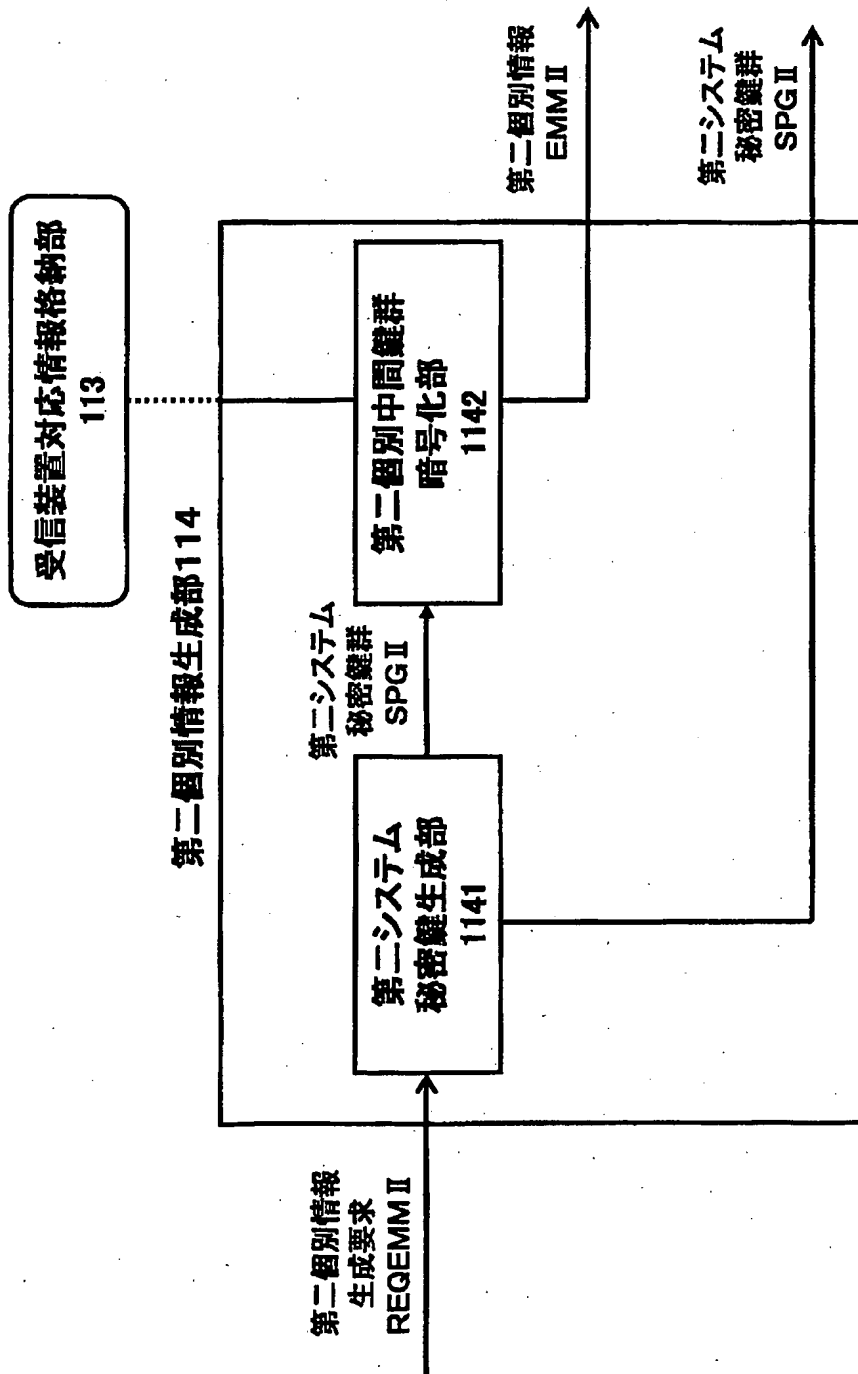 受信装置対応情報格納部
113
第二個別情報生成部114
第二個別情報
生成要求
REQEMMⅡ
第二システム
秘密鍵生成部
1141
第二システム
秘密鍵群
SPGⅡ
第二個別中間鍵群
暗号化部
1142
第二個別情報
EMMⅡ
第二システム
秘密鍵群
SPGⅡ